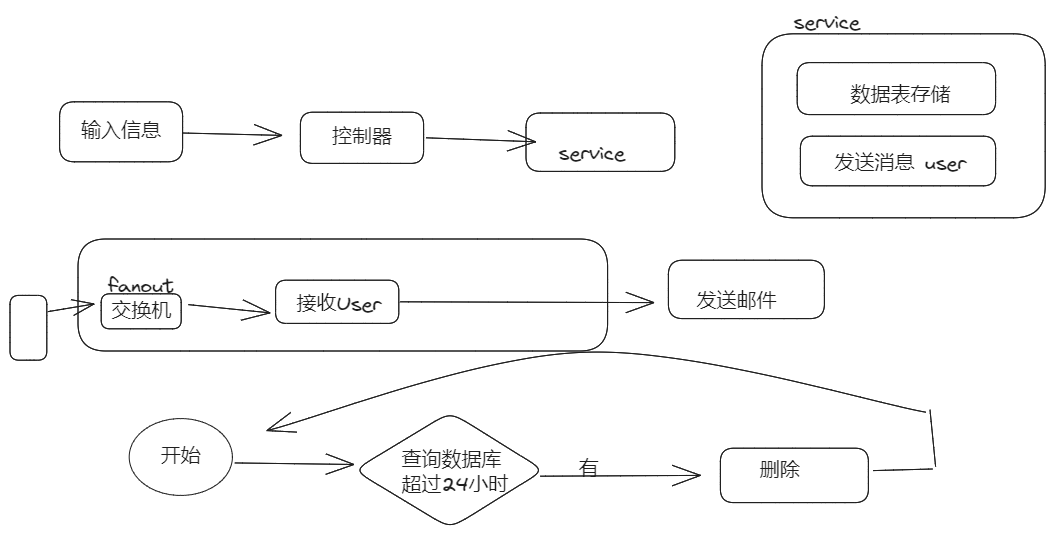 service
数据表存储
发送消息 user
输入信息
控制器
service
fanout
交换机
接收User
发送邮件
开始
查询数据库
超过24小时
有
删除